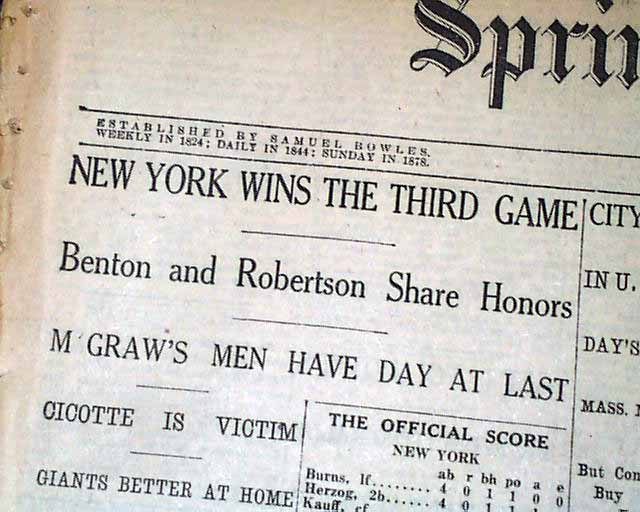 Sprin
ESTABLISHED BY SAMUEL BOWLES.
WEEKLY IN 1824; DAILY IN 1844; SUNDAY IN 1878.
NEW YORK WINS THE THIRD GAME
Benton and Robertson Share Honors
M'GRAW'S MEN HAVE DAY AT LAST
CICOTTE IS VICTIM
GIANTS BETTER AT HOME
THE OFFICIAL SCORE
NEW YORK
ab r bh po a e
Burns, lf....... 4 0 1 1 0 0
Herzog, 2b....... 4 0 1 1
Kauff, cf
CITY
IN U.
DAY'S
MASS.
But Con
Buy